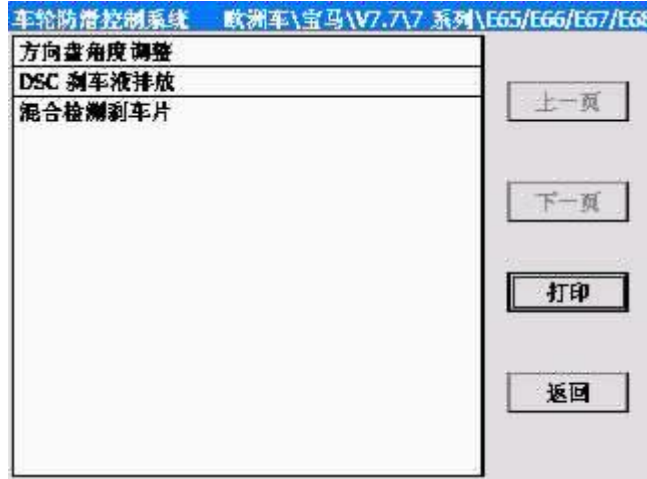 车轮防滑控制系统 欧洲车\宝马\V7.7\7 系列\E65/E66/E67/E68
方向盘角度调整
DSC 刹车液排放
混合检测刹车片
上一页
下一页
打印
返回